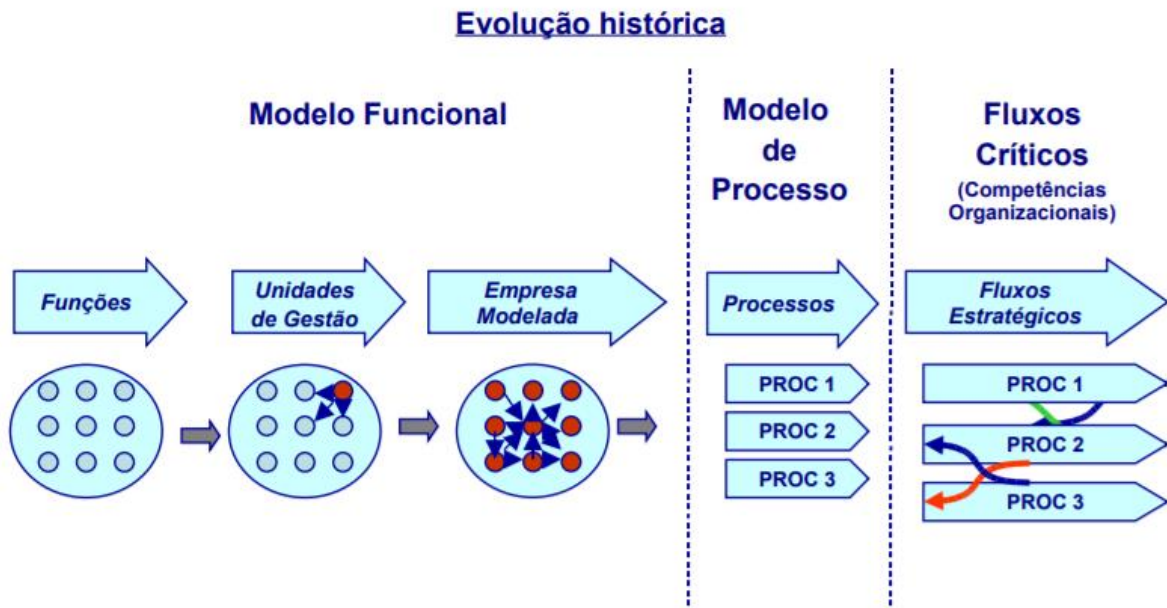 Evolução histórica
Modelo Funcional
Modelo
de
Processo
Fluxos
Críticos
(Competências
Organizacionais)
Funções
Unidades
de Gestão
Empresa
Modelada
Processos
Fluxos
Estratégicos
PROC 1
PROC 2
PROC 3
PROC 1
PROC 2
PROC 3